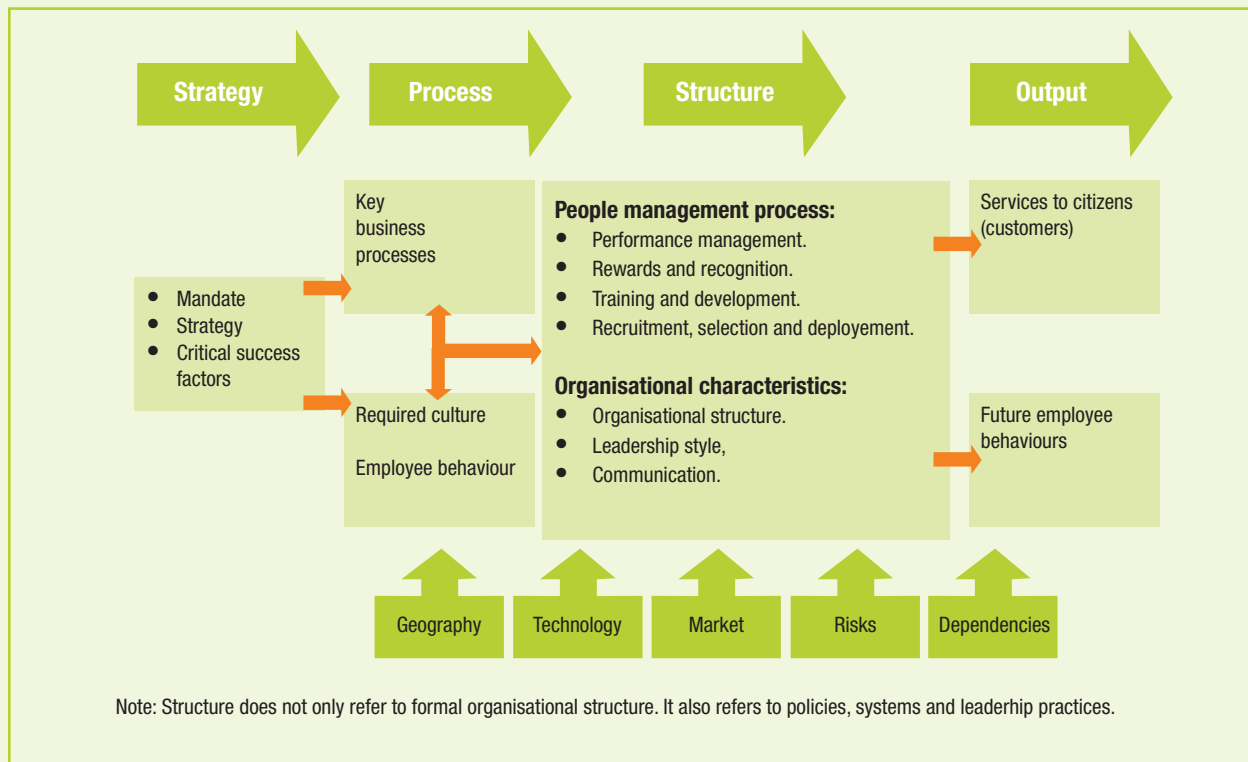 Strategy
Process
Structure
Output
• Mandate
• Strategy
• Critical success
factors
Key
business
processes
Required culture
Employee behaviour
People management process:
• Performance management.
• Rewards and recognition.
• Training and development.
• Recruitment, selection and deployement.
Organisational characteristics:
• Organisational structure.
• Leadership style,
• Communication.
Services to citizens
(customers)
Future employee
behaviours
Geography
Technology
Market
Risks
Dependencies
Note: Structure does not only refer to formal organisational structure. It also refers to policies, systems and leaderhip practices.